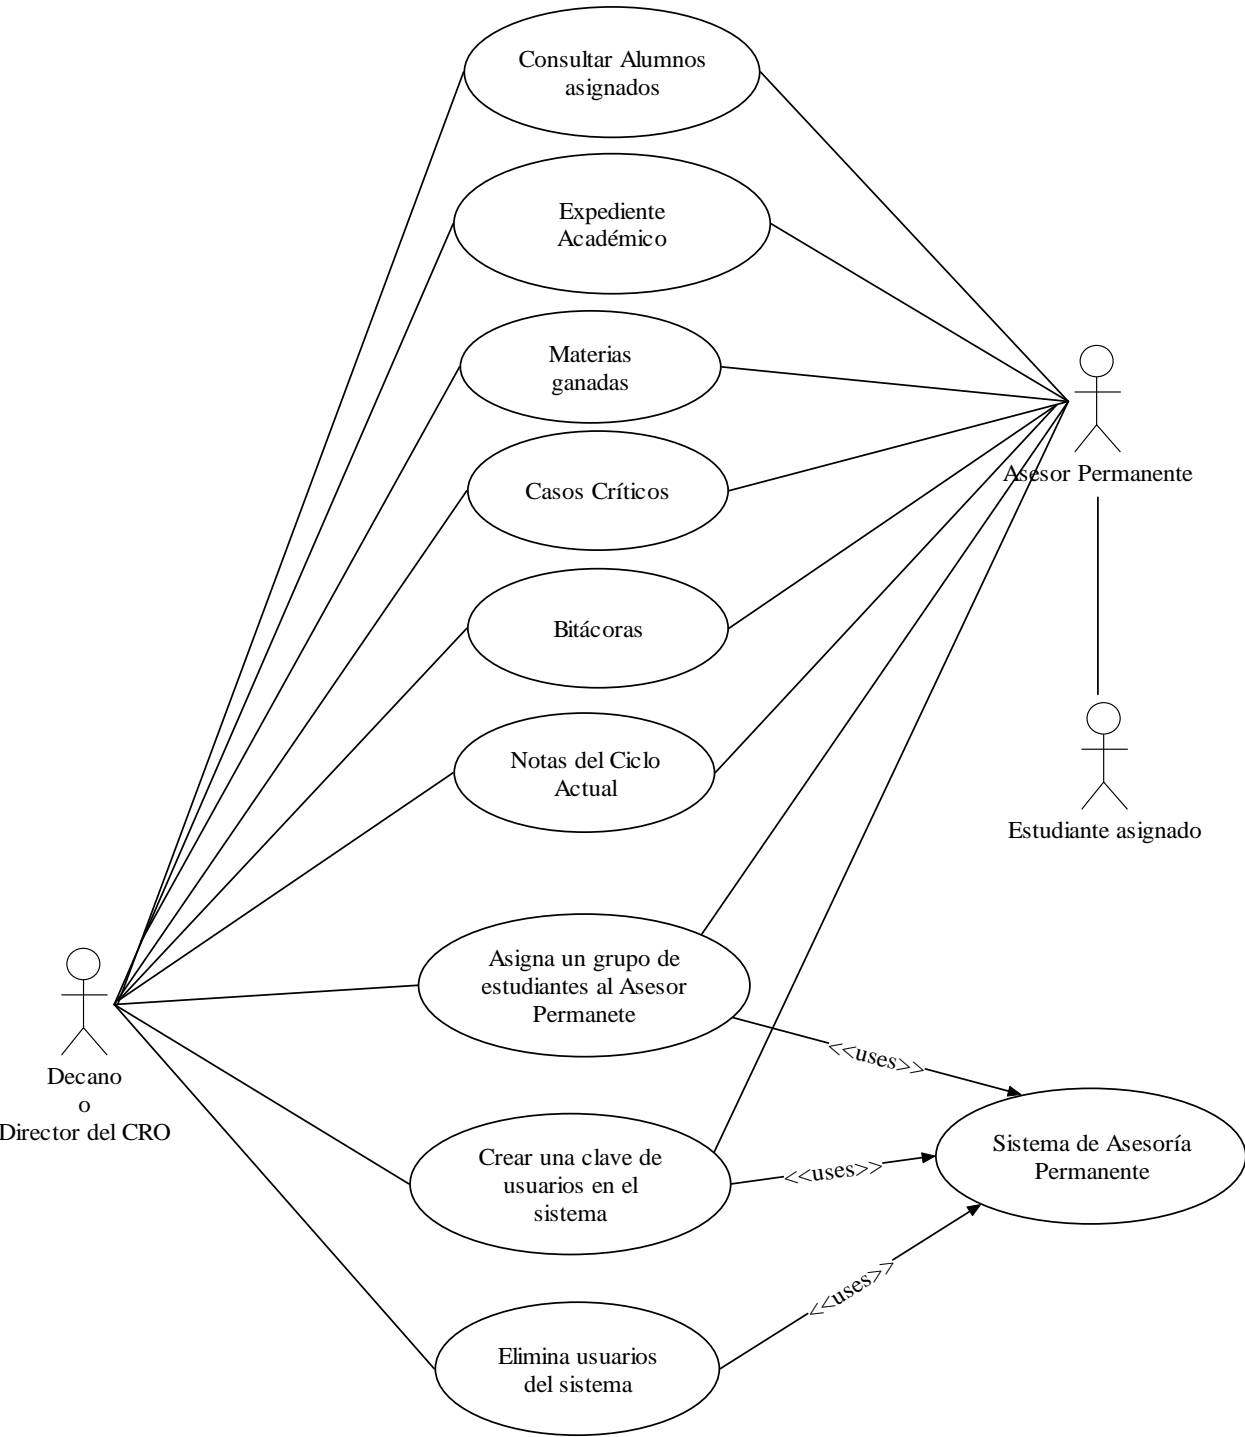 Consultar Alumnos
asignados
Expediente
Académico
Materias
ganadas
Asesor Permanente
Casos Críticos
Bitácoras
Notas del Ciclo
Actual
Estudiante asignado
Asigna un grupo de
estudiantes al Asesor
Permanete
<<uses>>
Decano
o
Director del CRO
Crear una clave de
usuarios en el
sistema
<<uses>>
Sistema de Asesoría
Permanente
<<uses>>
Elimina usuarios
del sistema